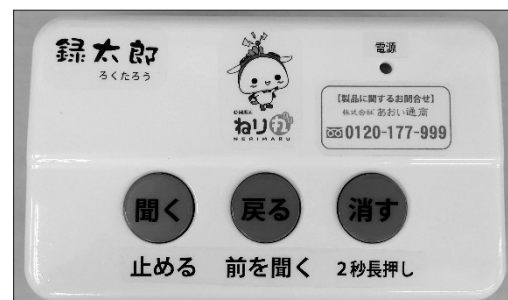 録太郎
ろくたろう
ねり丸
NERIMARU
電源
【製品に関するお問合せ】
株式会社 あおい通商
0120-177-999
聞く
戻る
消す
止める
前を聞く
2秒長押し